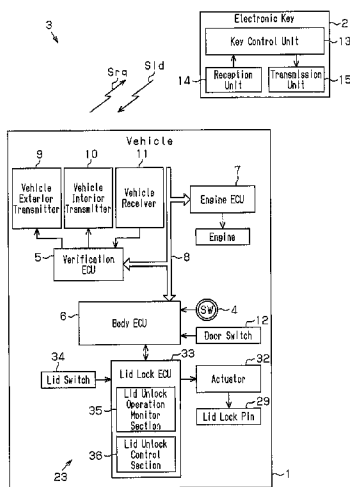 Electronic Key
2
3
Key Control Unit
13
Srq
Sld
14
Reception
Unit
Transmission
Unit
15
Vehicle
9
10
11
Vehicle
Exterior
Transmitter
Vehicle
Interior
Transmitter
Vehicle
Receiver
7
Engine ECU
Engine
5
Verification
ECU
8
6
Body ECU
SW
4
12
Door Switch
33
34
Lid Lock ECU
32
Lid Switch
Actuator
35
Lid Unlock
Operation
Monitor
Section
29
Lid Lock Pin
36
Lid Unlock
Control
Section
23
1